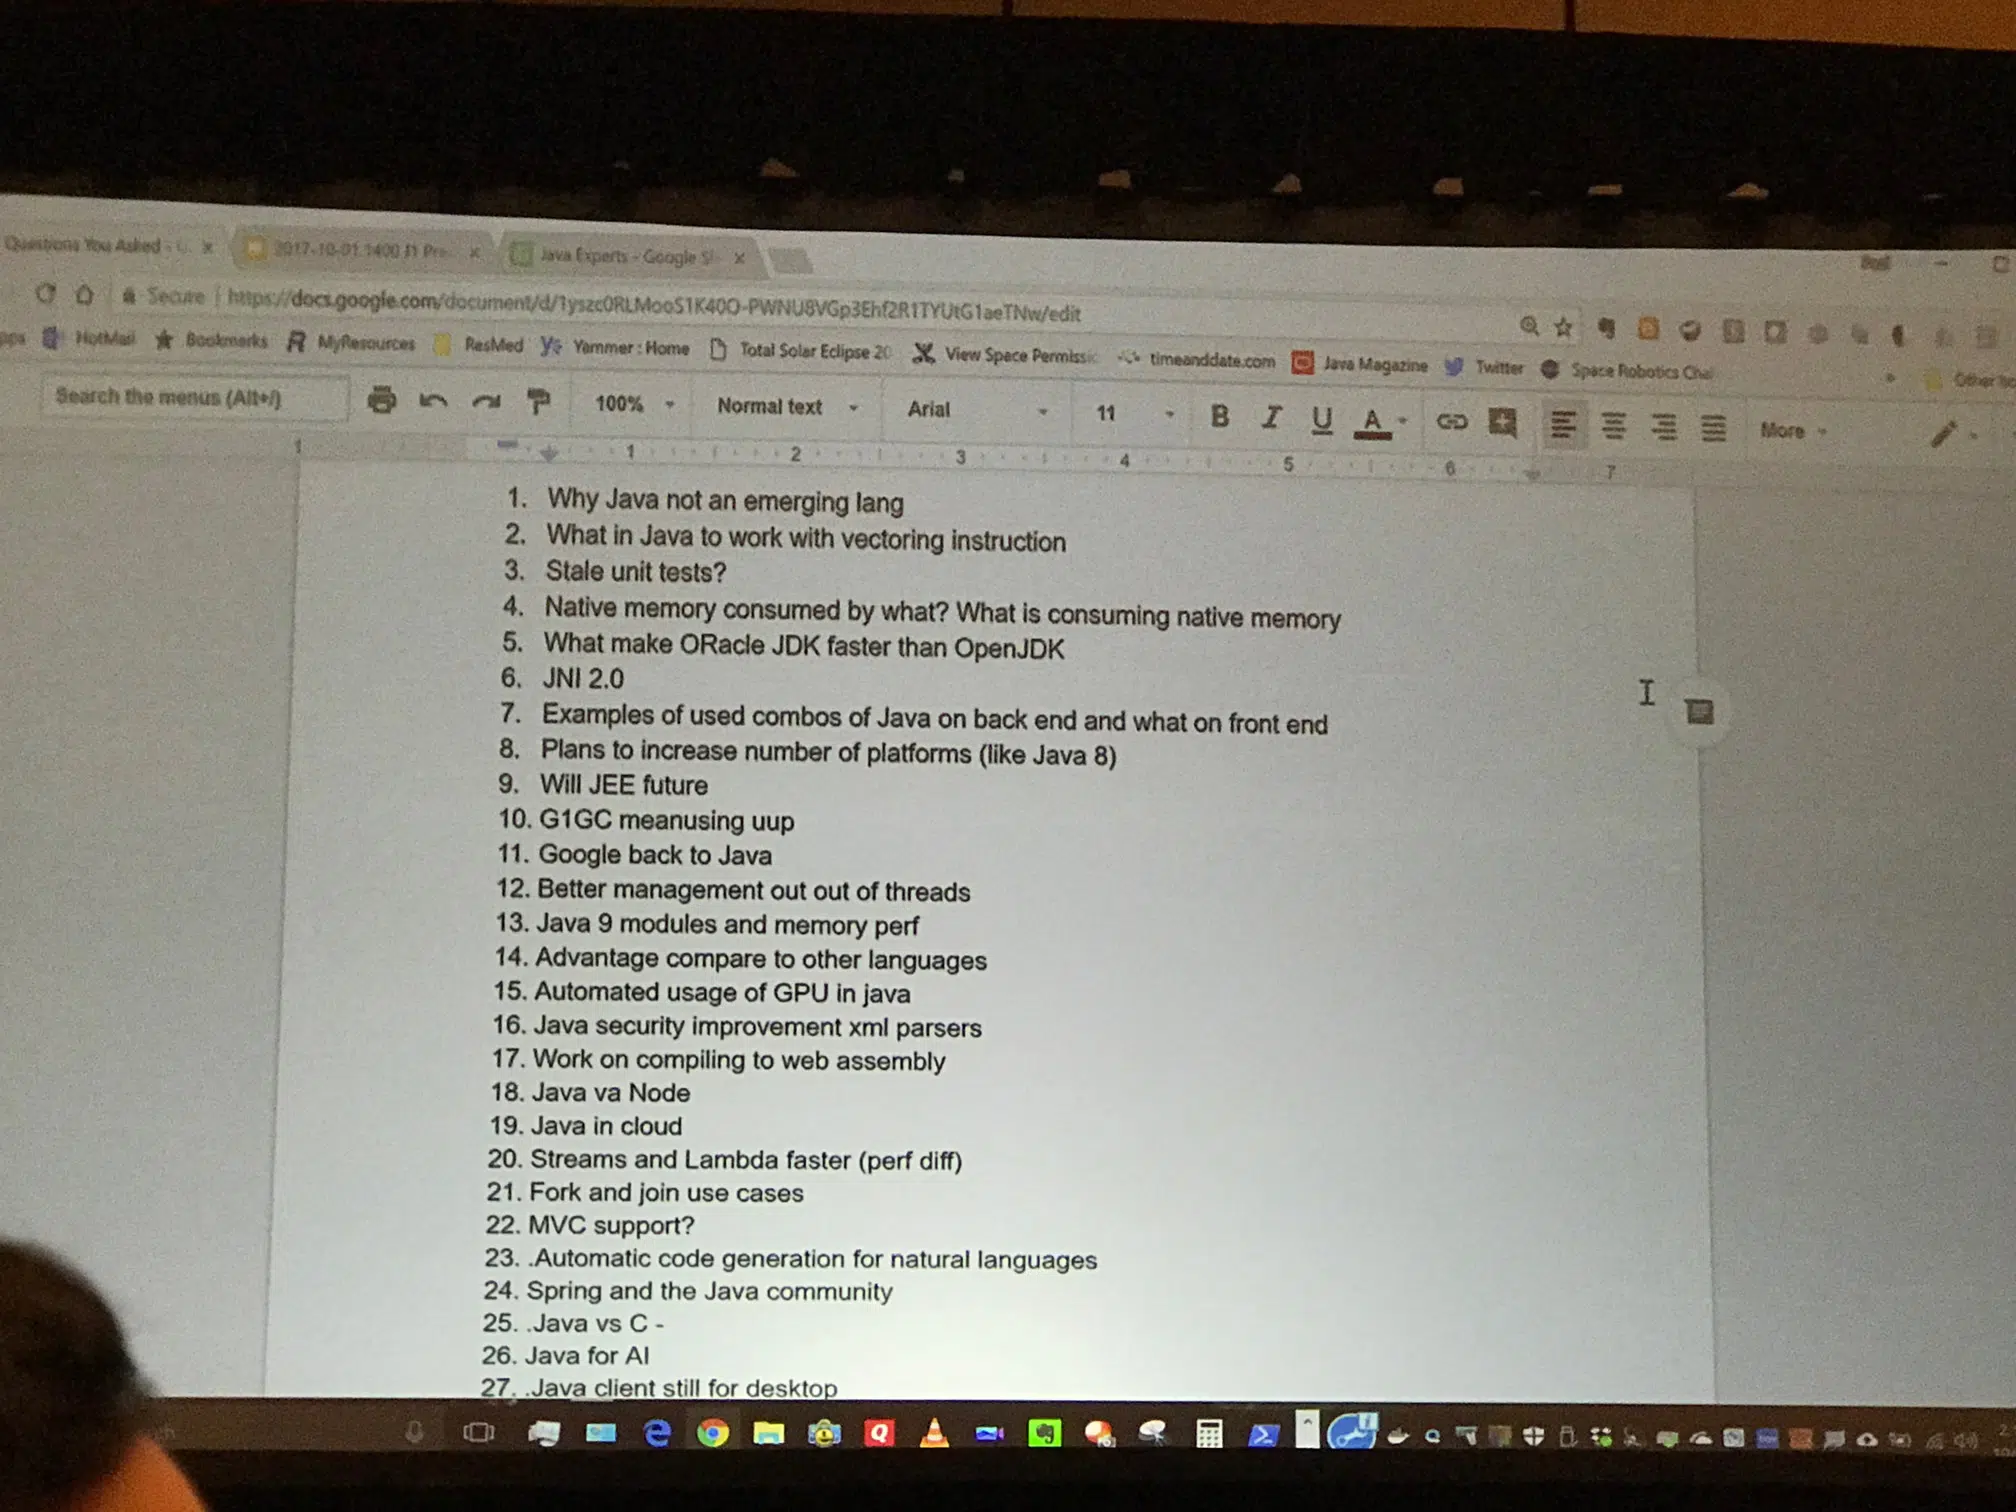 Questions You Asked -
2017-10-01 1400 J1 Pre
Java Experts - Google Sl
Secure | https://docs.google.com/document/d/1yszc0RLMooS1K40O-PWNU8VGp3Ehf2R1TYUtG1aeTNw/edit
HotMail Bookmarks MyResources ResMed Yammer : Home Total Solar Eclipse 20 View Space Permissic timeanddate.com Java Magazine Twitter Space Robotics Chal Other bo
Search the menus (Alt+/) 100% Normal text Arial 11 B I U A More
1 1 2 3 4 5 6 7
1. Why Java not an emerging lang
2. What in Java to work with vectoring instruction
3. Stale unit tests?
4. Native memory consumed by what? What is consuming native memory
5. What make ORacle JDK faster than OpenJDK
6. JNI 2.0
7. Examples of used combos of Java on back end and what on front end
8. Plans to increase number of platforms (like Java 8)
9. Will JEE future
10. G1GC meanusing uup
11. Google back to Java
12. Better management out out of threads
13. Java 9 modules and memory perf
14. Advantage compare to other languages
15. Automated usage of GPU in java
16. Java security improvement xml parsers
17. Work on compiling to web assembly
18. Java va Node
19. Java in cloud
20. Streams and Lambda faster (perf diff)
21. Fork and join use cases
22. MVC support?
23. .Automatic code generation for natural languages
24. Spring and the Java community
25. .Java vs C -
26. Java for AI
27. .Java client still for desktop